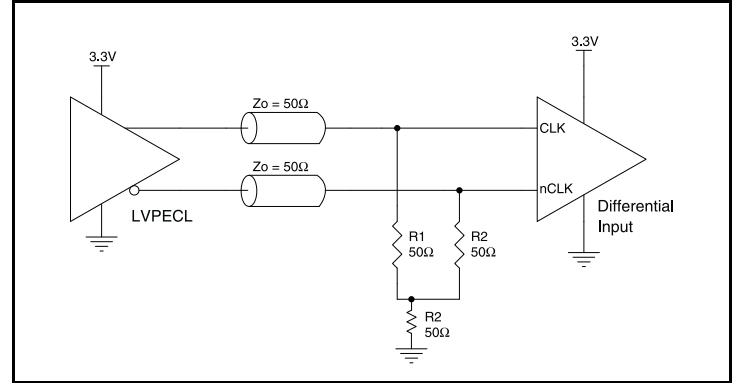 3.3V
3.3V
Zo = 50Ω
CLK
Zo = 50Ω
nCLK
LVPECL
Differential
Input
R1
50Ω
R2
50Ω
R2
50Ω